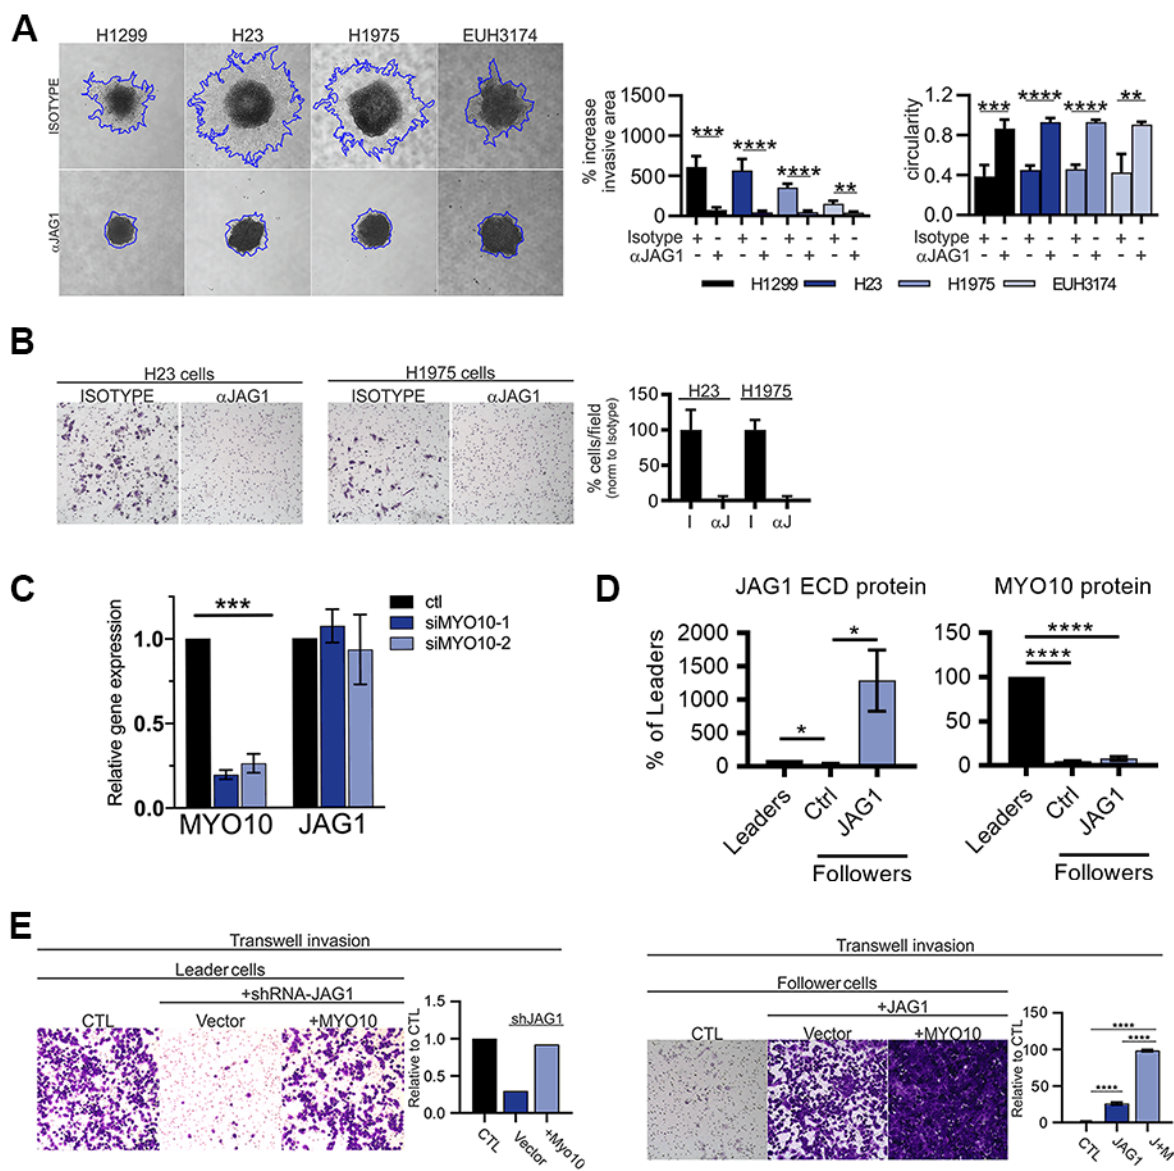 A
H1299 H23 H1975 EUH3174
ISOTYPE
αJAG1
% increase
invasive area
1500
1000
500
0
*** **** **** **
Isotype + - + - + - + -
αJAG1 - + - + - + - +
circularity
1.2
0.8
0.4
0.0
*** **** **** **
Isotype + - + - + - + -
αJAG1 - + - + - + - +
H1299 H23 H1975 EUH3174
B
H23 cells
ISOTYPE αJAG1
H1975 cells
ISOTYPE αJAG1
% cells/field
(norm to Isotype)
150
100
50
0
H23 H1975
I αJ I αJ
C
Relative gene expression
1.0
0.5
0.0
***
ctl
siMYO10-1
siMYO10-2
MYO10 JAG1
D
JAG1 ECD protein
% of Leaders
2000
1500
1000
500
0
*
*
Leaders Ctrl JAG1
Followers
MYO10 protein
150
100
50
0
****
****
Leaders Ctrl JAG1
Followers
E
Transwell invasion
Leader cells
+shRNA-JAG1
CTL Vector +MYO10
Relative to CTL
1.5
1.0
0.5
0.0
shJAG1
CTL Vector +Myo10
Transwell invasion
Follower cells
+JAG1
CTL Vector +MYO10
Relative to CTL
150
100
50
0
****
****
****
CTL JAG1 J+M